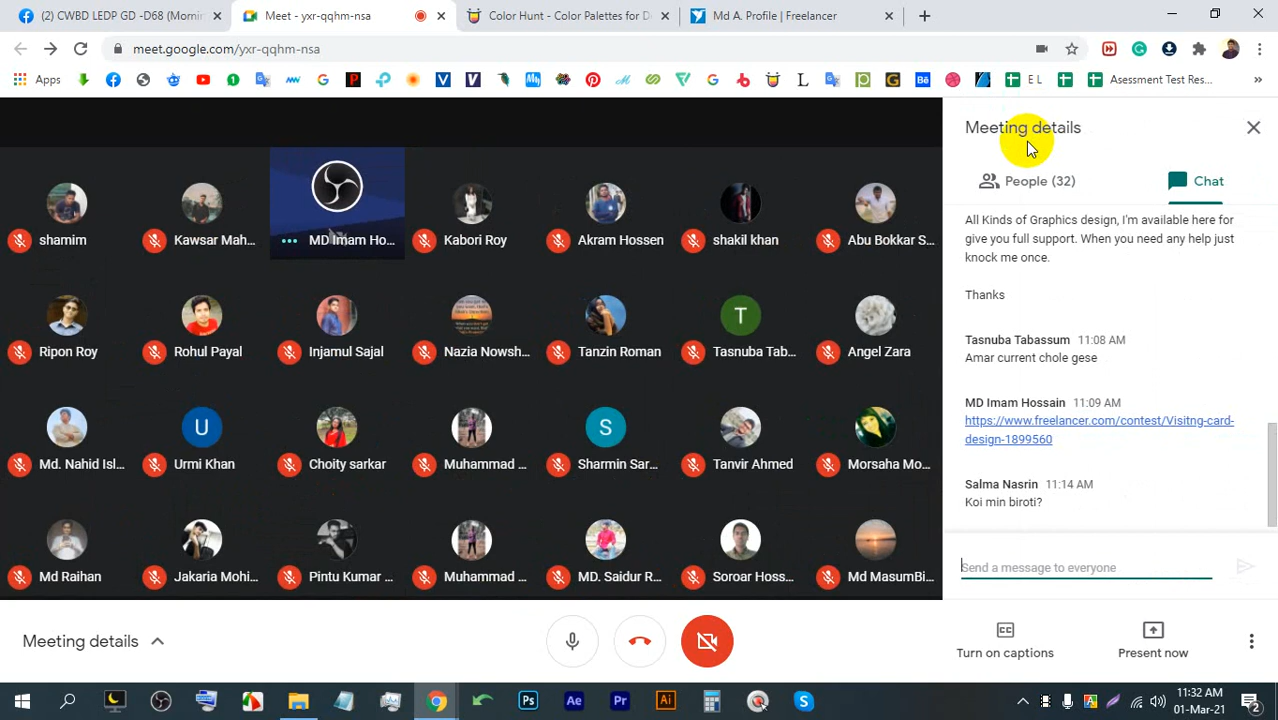 (2) CWBD LEDP GD -D68 (Mornin
Meet - yxr-qqhm-nsa
Color Hunt - Color Palettes for De
Md A. Profile | Freelancer
meet.google.com/yxr-qqhm-nsa
Apps
E L
Asessment Test Res...
Meeting details
People (32)
Chat
All Kinds of Graphics design, I'm available here for
give you full support. When you need any help just
knock me once.
Thanks
Tasnuba Tabassum 11:08 AM
Amar current chole gese
MD Imam Hossain 11:09 AM
https://www.freelancer.com/contest/Visitng-card-
design-1899560
Salma Nasrin 11:14 AM
Koi min biroti?
Send a message to everyone
shamim
Kawsar Mah...
MD Imam Ho...
Kabori Roy
Akram Hossen
shakil khan
Abu Bokkar S...
Ripon Roy
Rohul Payal
Injamul Sajal
Nazia Nowsh...
Tanzin Roman
T
Tasnuba Tab...
Angel Zara
Md. Nahid Isl...
U
Urmi Khan
Choity sarkar
Muhammad ...
S
Sharmin Sar...
Tanvir Ahmed
Morsaha Mo...
Md Raihan
Jakaria Mohi...
Pintu Kumar ...
Muhammad ...
MD. Saidur R...
Soroar Hoss...
Md MasumBi...
Meeting details
Turn on captions
Present now
11:32 AM
01-Mar-21